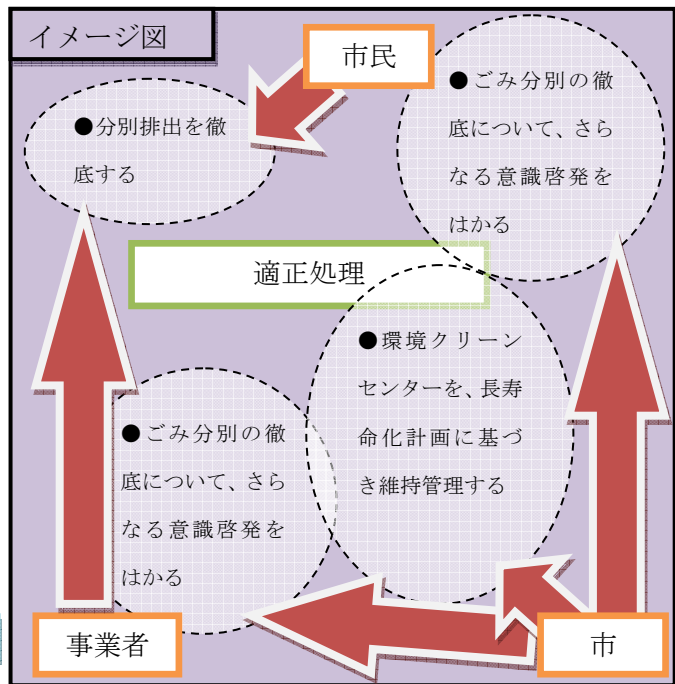 イメージ図
市民
●分別排出を徹
底する
●ごみ分別の徹
底について、さら
なる意識啓発を
はかる
適正処理
●環境クリーン
センターを、長寿
命化計画に基づ
き維持管理する
●ごみ分別の徹
底について、さら
なる意識啓発を
はかる
事業者
市